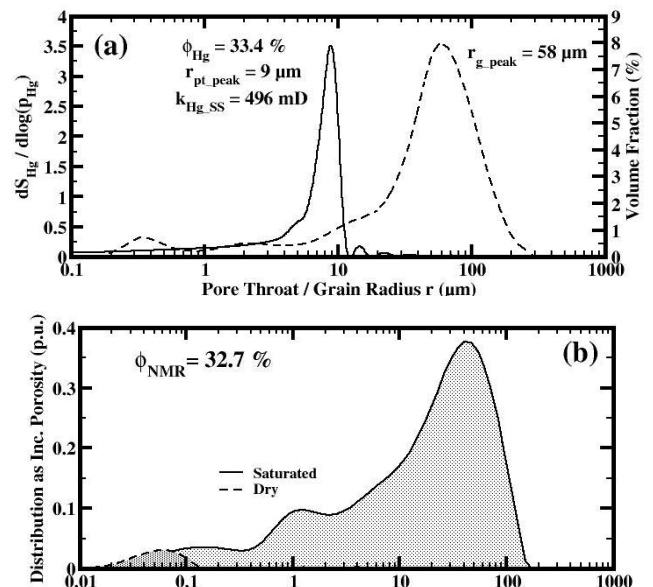 (a)
ϕHg = 33.4 %
rpt_peak = 9 μm
kHg_SS = 496 mD
rg_peak = 58 μm
dSHg / dlog(pHg)
4
3.5
3
2.5
2
1.5
1
0.5
0
Volume Fraction (%)
9
8
7
6
5
4
3
2
1
0
0.1 1 10 100 1000
Pore Throat / Grain Radius r (μm)
(b)
ϕNMR = 32.7 %
Distribution as Inc. Porosity (p.u.)
0.4
0.3
0.2
0.1
0
Saturated
Dry
0.01 0.1 1 10 100 1000